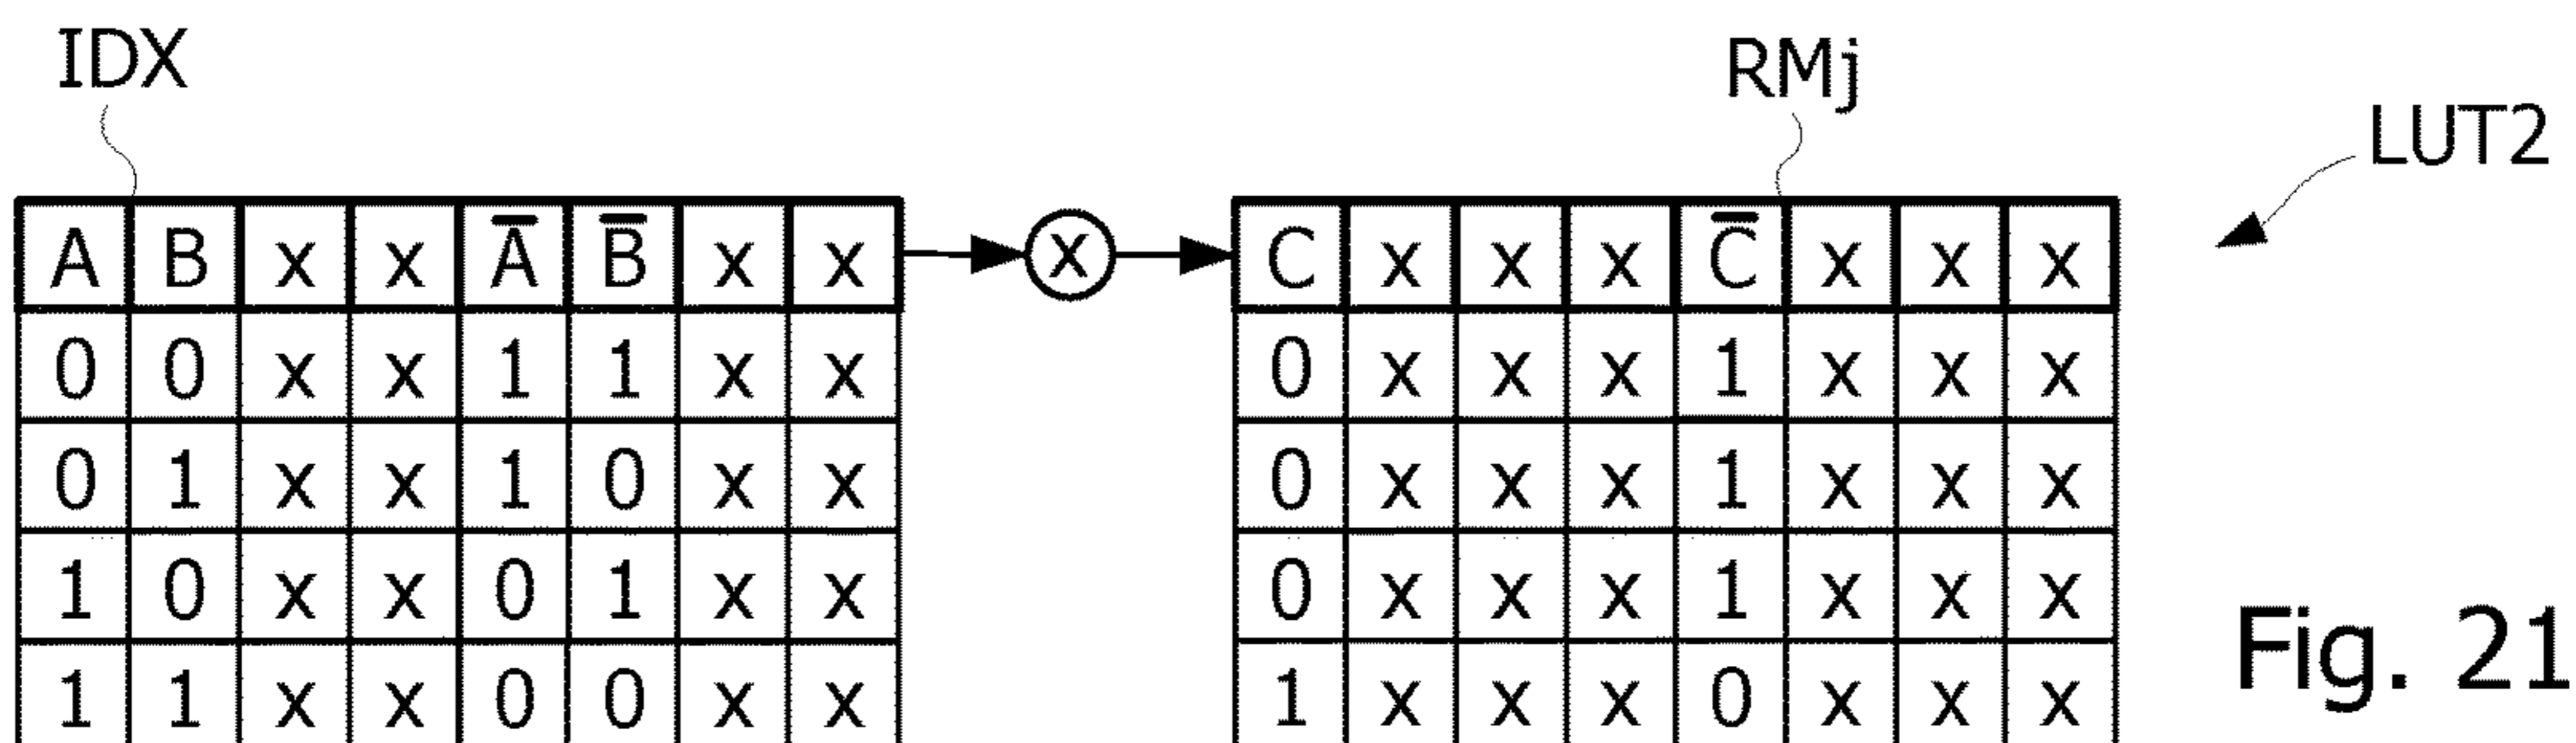 IDX
RMj
LUT2
A B x x A̅ B̅ x x x C x x x C̅ x x x
0 0 x x 1 1 x x 0 x x x 1 x x x
0 1 x x 1 0 x x 0 x x x 1 x x x
1 0 x x 0 1 x x 0 x x x 1 x x x
1 1 x x 0 0 x x 1 x x x 0 x x x
Fig. 21